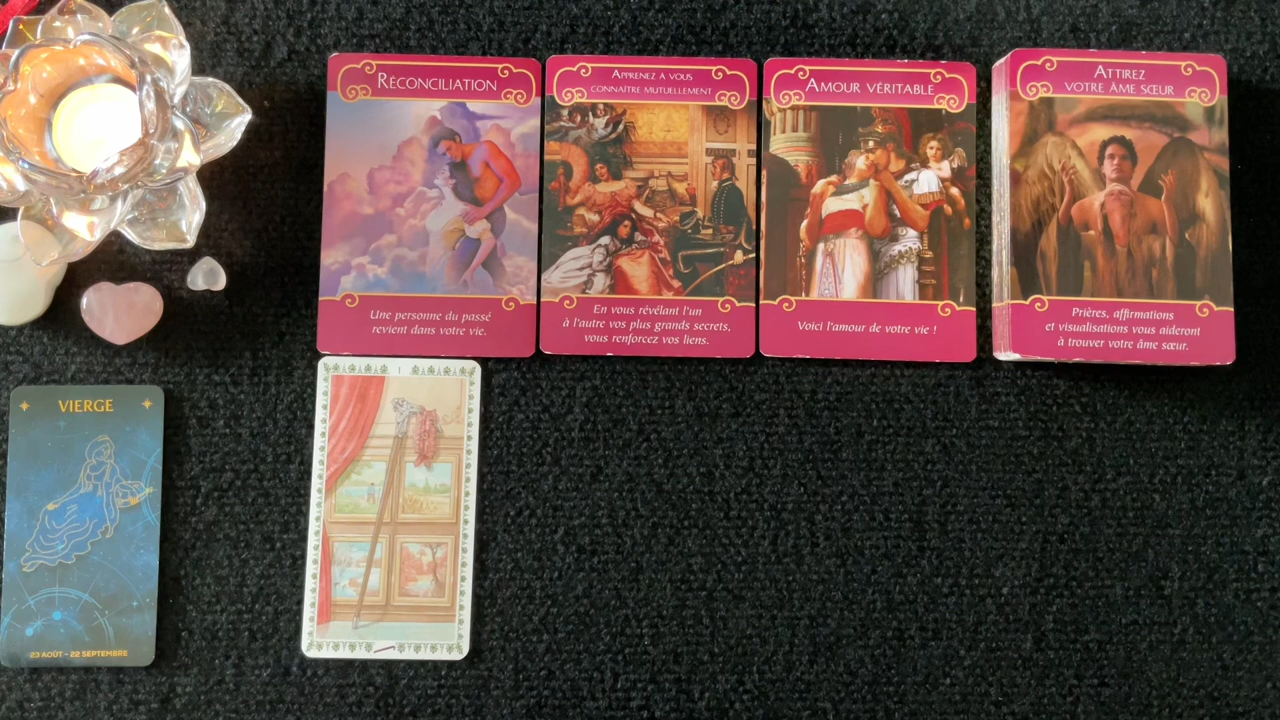 RÉCONCILIATION
Une personne du passé
revient dans votre vie.
APPRENEZ A VOUS
CONNAÎTRE MUTUELLEMENT
En vous révélant l'un
à l'autre vos plus grands secrets,
vous renforcez vos liens.
AMOUR VÉRITABLE
Voici l'amour de votre vie !
ATTIREZ
VOTRE ÂME SŒUR
Prières, affirmations
et visualisations vous aideront
à trouver votre âme sœur.
VIERGE
23 AOÛT - 22 SEPTEMBRE
I